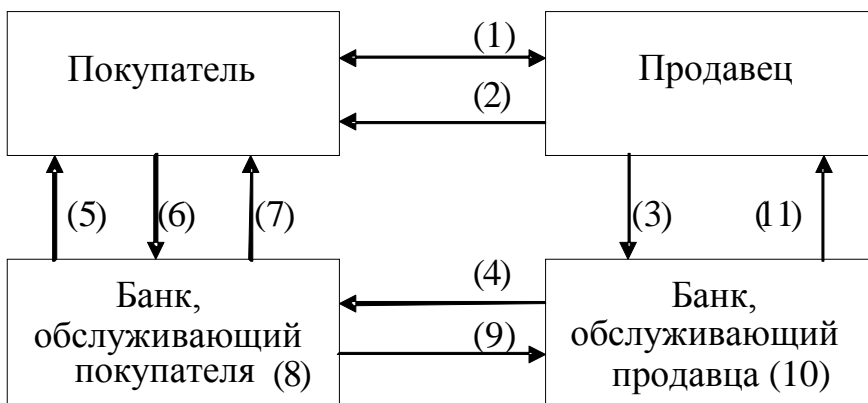 (1)
Покупатель
Продавец
(2)
(5)
(6)
(7)
(3)
(11)
Банк,
обслуживающий
покупателя (8)
(4)
(9)
Банк,
обслуживающий
продавца (10)